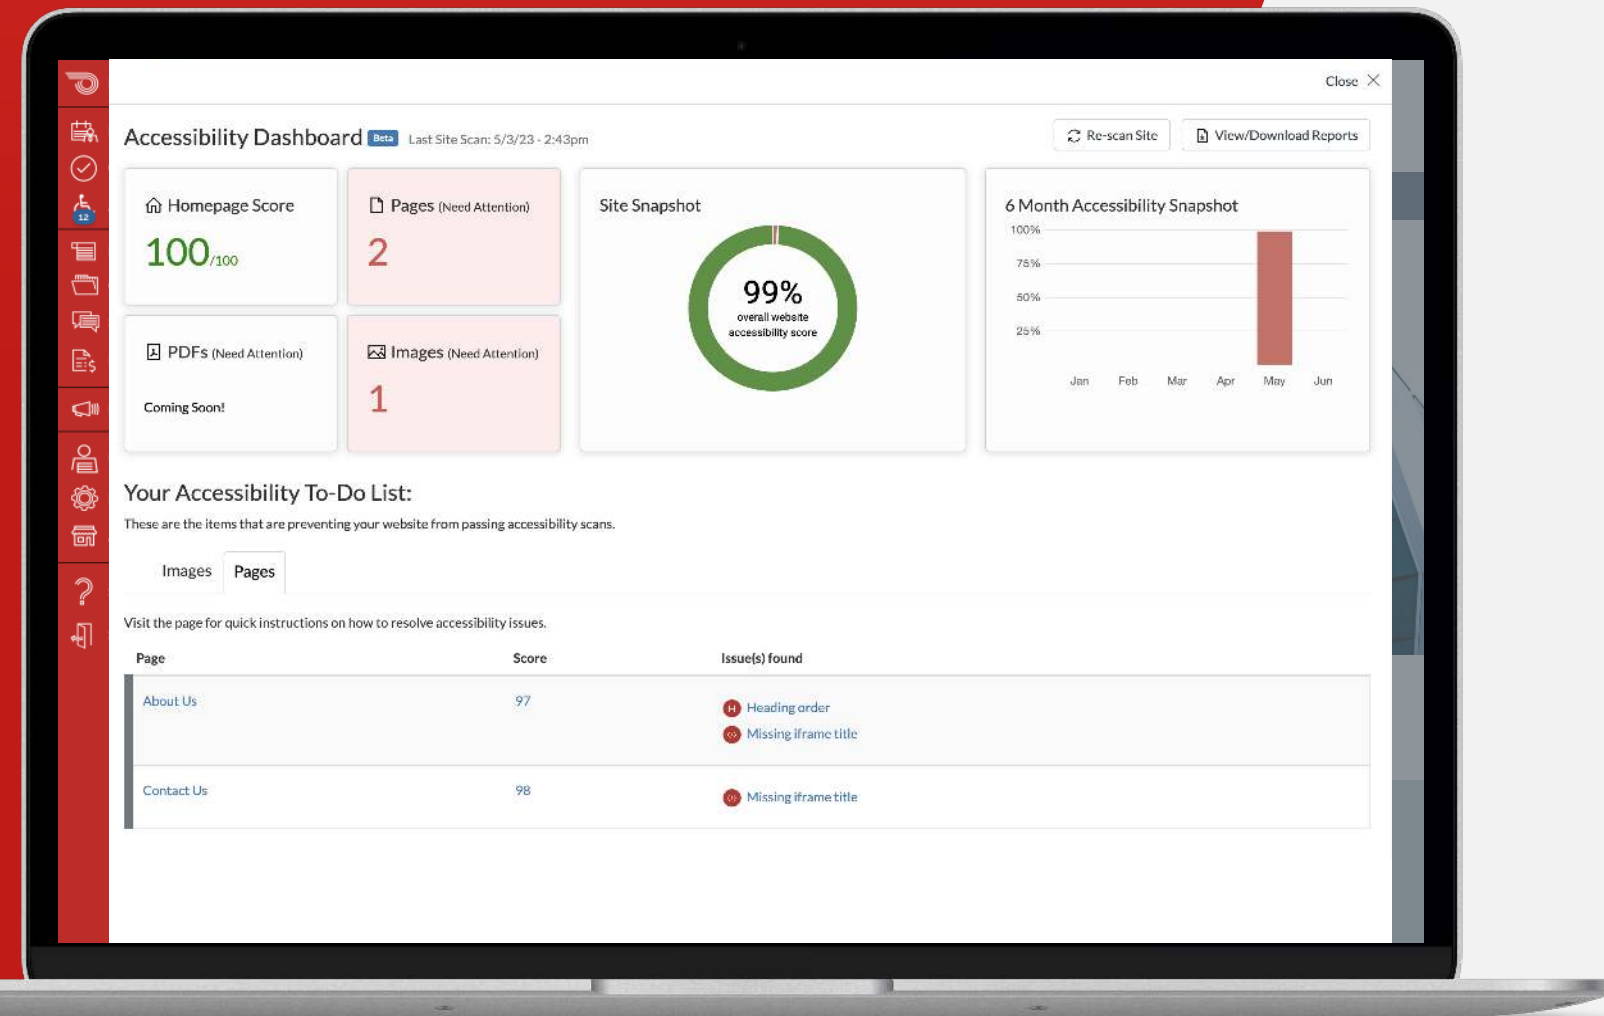 Close
Accessibility Dashboard Beta Last Site Scan: 5/3/23 - 2:43pm
Re-scan Site
View/Download Reports
12
Homepage Score
100/100
Pages (Need Attention)
2
PDFs (Need Attention)
Coming Soon!
Images (Need Attention)
1
Site Snapshot
99%
overall website
accessibility score
6 Month Accessibility Snapshot
100%
75%
50%
25%
Jan Feb Mar Apr May Jun
Your Accessibility To-Do List:
These are the items that are preventing your website from passing accessibility scans.
Images Pages
Visit the page for quick instructions on how to resolve accessibility issues.
Page Score Issue(s) found
About Us 97 H Heading order
Missing iframe title
Contact Us 98 Missing iframe title